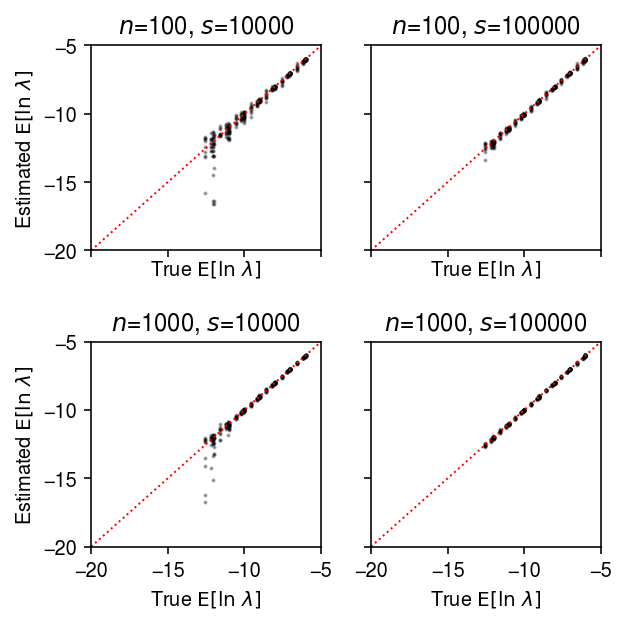 n=100, s=10000
n=100, s=100000
−5
−10
−15
−20
Estimated E[ln λ]
True E[ln λ]
True E[ln λ]
n=1000, s=10000
n=1000, s=100000
−5
−10
−15
−20
Estimated E[ln λ]
−20
−15
−10
−5
−20
−15
−10
−5
True E[ln λ]
True E[ln λ]